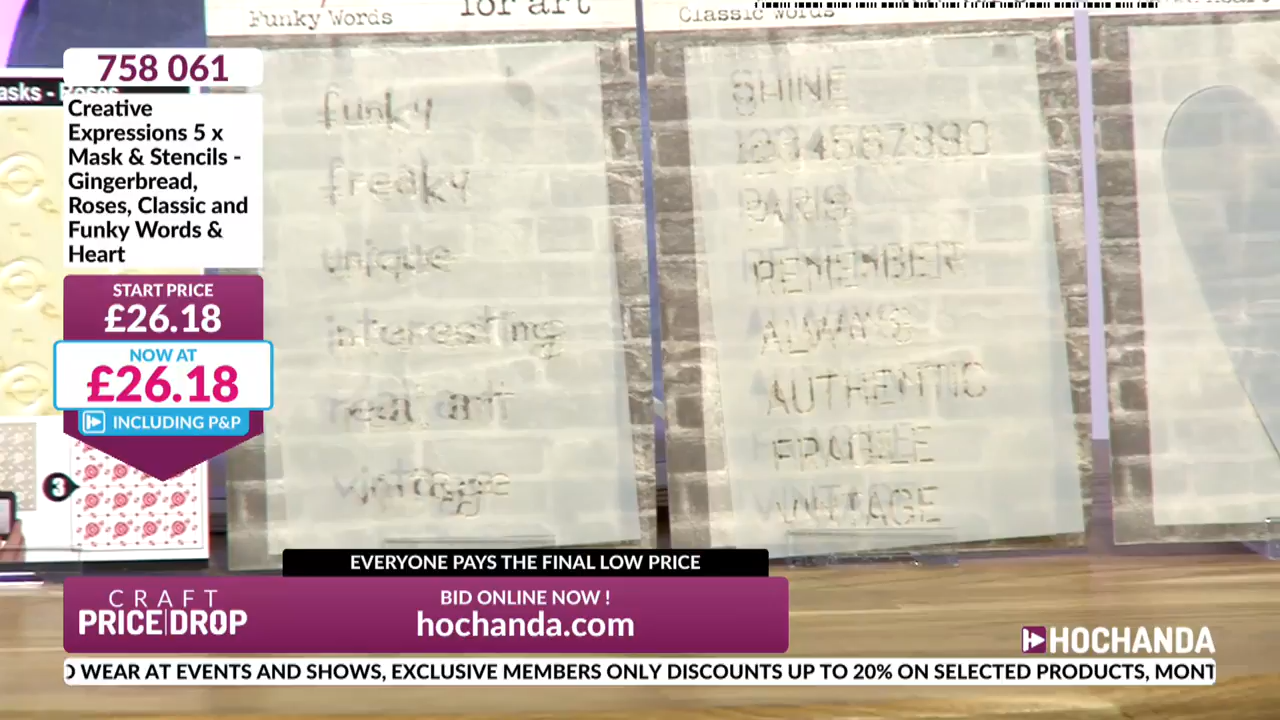 Funky Words
for art
Classic Words
758 061
Creative
Expressions 5 x
Mask & Stencils -
Gingerbread,
Roses, Classic and
Funky Words &
Heart
START PRICE
£26.18
NOW AT
£26.18
INCLUDING P&P
3
funky
freaky
unique
interesting
real art
vintage
SHINE
1234567890
PARIS
REMEMBER
ALWAYS
AUTHENTIC
FRAGILE
VINTAGE
EVERYONE PAYS THE FINAL LOW PRICE
CRAFT
PRICE DROP
BID ONLINE NOW !
hochanda.com
HOCHANDA
WEAR AT EVENTS AND SHOWS, EXCLUSIVE MEMBERS ONLY DISCOUNTS UP TO 20% ON SELECTED PRODUCTS, MONT